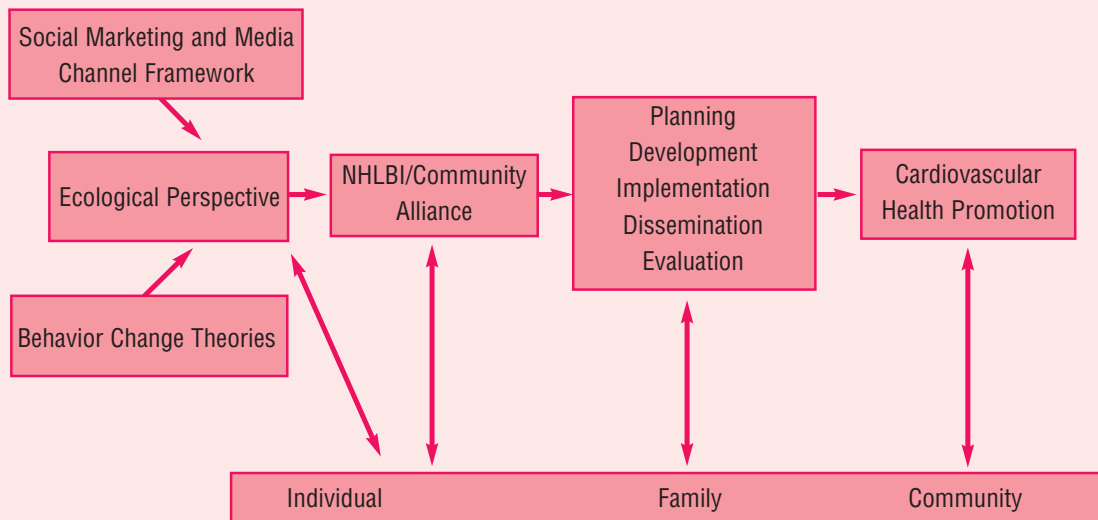 Social Marketing and Media
Channel Framework
Ecological Perspective
Behavior Change Theories
NHLBI/Community
Alliance
Planning
Development
Implementation
Dissemination
Evaluation
Cardiovascular
Health Promotion
Individual Family Community